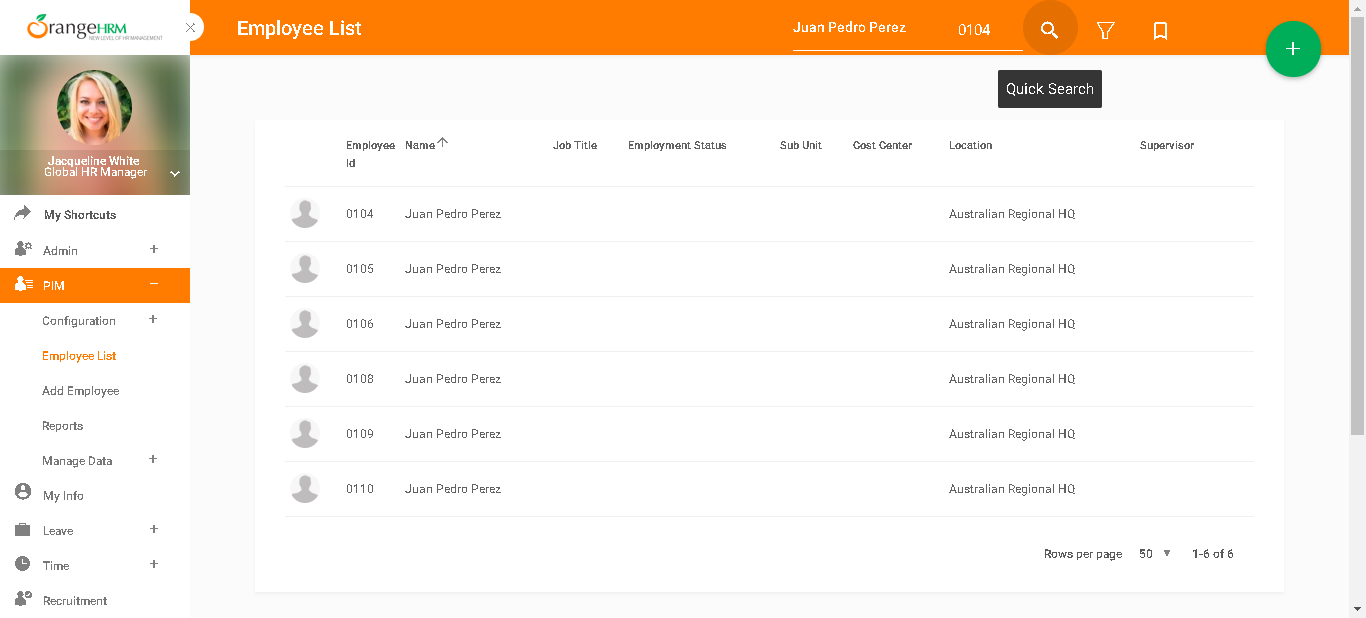 OrangeHRM
NEW LEVEL OF HR MANAGEMENT
Employee List
Juan Pedro Perez 0104
Quick Search
Jacqueline White
Global HR Manager
My Shortcuts
Admin
PIM
Configuration
Employee List
Add Employee
Reports
Manage Data
My Info
Leave
Time
Recruitment
Employee Id Name Job Title Employment Status Sub Unit Cost Center Location Supervisor
0104 Juan Pedro Perez Australian Regional HQ
0105 Juan Pedro Perez Australian Regional HQ
0106 Juan Pedro Perez Australian Regional HQ
0108 Juan Pedro Perez Australian Regional HQ
0109 Juan Pedro Perez Australian Regional HQ
0110 Juan Pedro Perez Australian Regional HQ
Rows per page 50 1-6 of 6